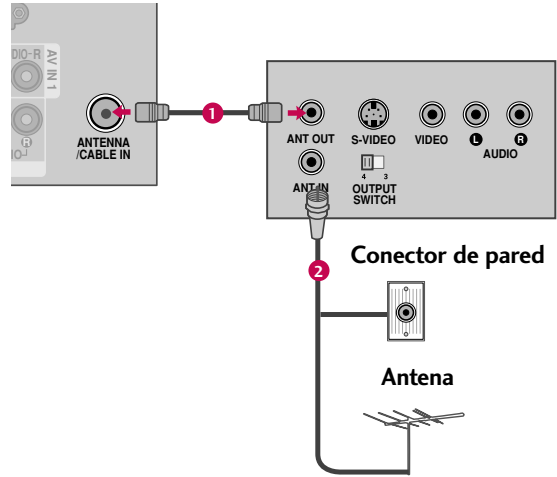 AV IN 1
R
ANTENNA
/CABLE IN
1
ANT OUT
S-VIDEO
VIDEO
L
R
AUDIO
ANT IN
4 3
OUTPUT
SWITCH
2
Conector de pared
Antena